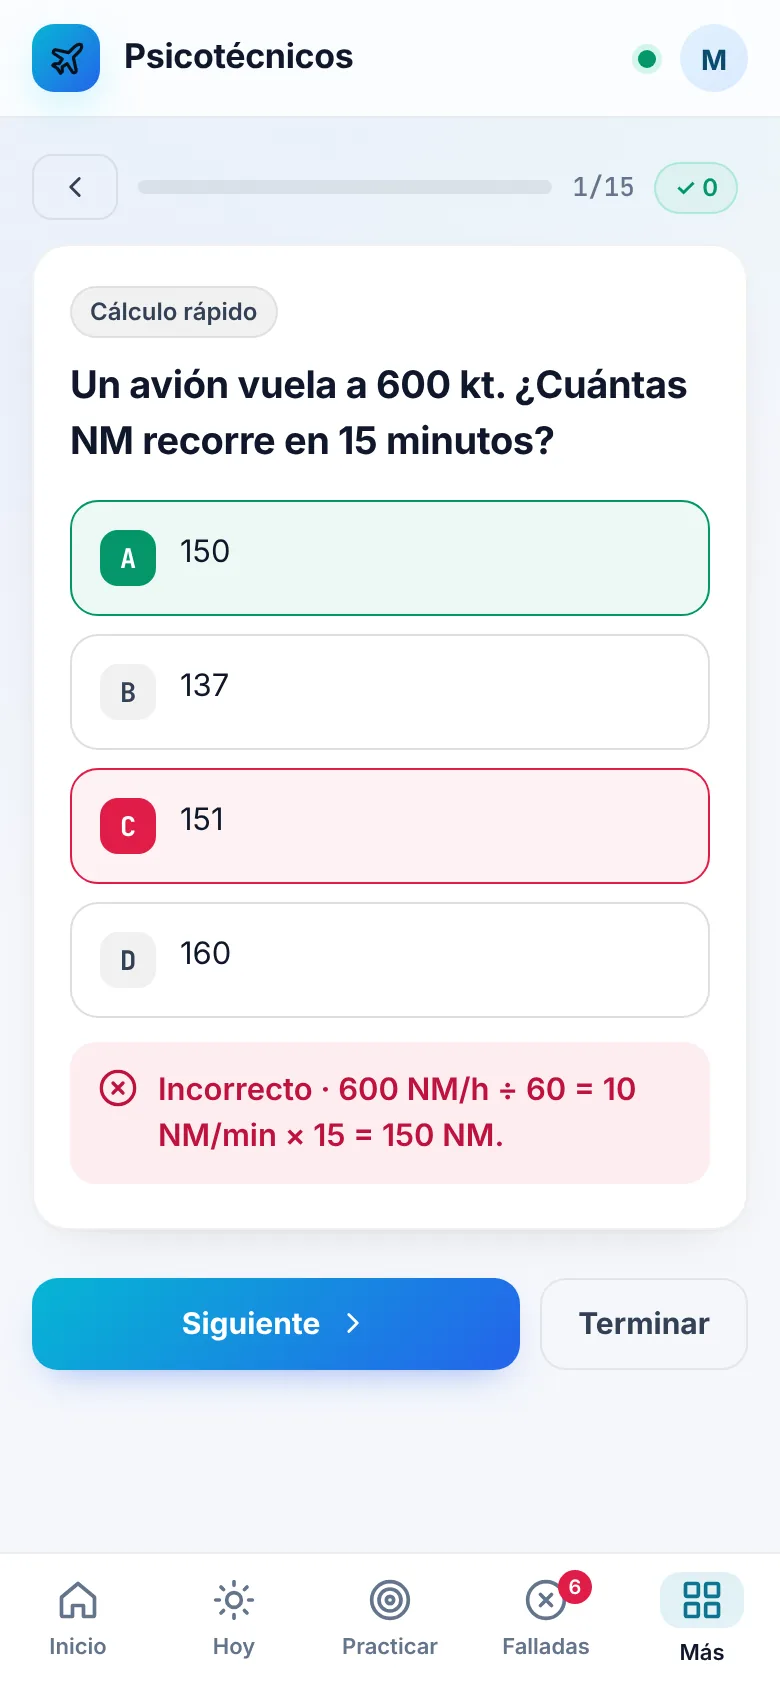 Psicotécnicos
M
1/15
0
Cálculo rápido
Un avión vuela a 600 kt. ¿Cuántas
NM recorre en 15 minutos?
A
150
B
137
C
151
D
160
Incorrecto · 600 NM/h ÷ 60 = 10
NM/min × 15 = 150 NM.
Siguiente
Terminar
6
Inicio
Hoy
Practicar
Falladas
Más